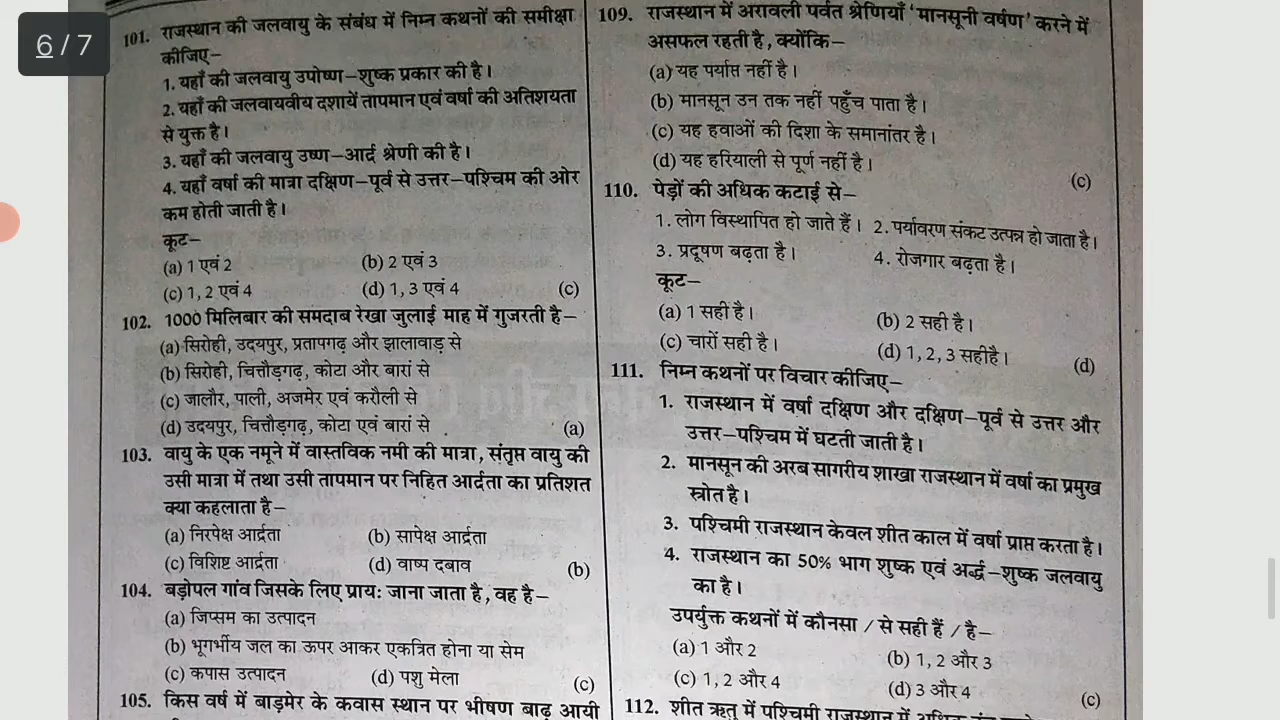 6 / 7
101. राजस्थान की जलवायु के संबंध में निम्न कथनों की समीक्षा
कीजिए–
1. यहाँ की जलवायु उपोष्ण–शुष्क प्रकार की है।
2. यहाँ की जलवायवीय दशायें तापमान एवं वर्षा की अतिशयता
से युक्त है।
3. यहाँ की जलवायु उष्ण–आर्द्र श्रेणी की है।
4. यहाँ वर्षा की मात्रा दक्षिण–पूर्व से उत्तर–पश्चिम की ओर
कम होती जाती है।
कूट–
(a) 1 एवं 2 (b) 2 एवं 3
(c) 1, 2 एवं 4 (d) 1, 3 एवं 4 (c)
102. 1000 मिलिबार की समदाब रेखा जुलाई माह में गुजरती है–
(a) सिरोही, उदयपुर, प्रतापगढ़ और झालावाड़ से
(b) सिरोही, चित्तौड़गढ़, कोटा और बारां से
(c) जालौर, पाली, अजमेर एवं करौली से
(d) उदयपुर, चित्तौड़गढ़, कोटा एवं बारां से (a)
103. वायु के एक नमूने में वास्तविक नमी की मात्रा, संतृप्त वायु की
उसी मात्रा में तथा उसी तापमान पर निहित आर्द्रता का प्रतिशत
क्या कहलाता है–
(a) निरपेक्ष आर्द्रता (b) सापेक्ष आर्द्रता
(c) विशिष्ट आर्द्रता (d) वाष्प दबाव (b)
104. बड़ोपल गांव जिसके लिए प्राय: जाना जाता है, वह है–
(a) जिप्सम का उत्पादन
(b) भूगर्भीय जल का ऊपर आकर एकत्रित होना या सेम
(c) कपास उत्पादन (d) पशु मेला (c)
105. किस वर्ष में बाड़मेर के कवास स्थान पर भीषण बाढ़ आयी
109. राजस्थान में अरावली पर्वत श्रेणियाँ 'मानसूनी वर्षण' करने में
असफल रहती है, क्योंकि–
(a) यह पर्याप्त नहीं है।
(b) मानसून उन तक नहीं पहुँच पाता है।
(c) यह हवाओं की दिशा के समानांतर है।
(d) यह हरियाली से पूर्ण नहीं है। (c)
110. पेड़ों की अधिक कटाई से–
1. लोग विस्थापित हो जाते हैं। 2. पर्यावरण संकट उत्पन्न हो जाता है।
3. प्रदूषण बढ़ता है। 4. रोजगार बढ़ता है।
कूट–
(a) 1 सही है। (b) 2 सही है।
(c) चारों सही है। (d) 1, 2, 3 सहीहै। (d)
111. निम्न कथनों पर विचार कीजिए–
1. राजस्थान में वर्षा दक्षिण और दक्षिण–पूर्व से उत्तर और
उत्तर–पश्चिम में घटती जाती है।
2. मानसून की अरब सागरीय शाखा राजस्थान में वर्षा का प्रमुख
स्त्रोत है।
3. पश्चिमी राजस्थान केवल शीत काल में वर्षा प्राप्त करता है।
4. राजस्थान का 50% भाग शुष्क एवं अर्द्ध–शुष्क जलवायु
का है।
उपर्युक्त कथनों में कौनसा / से सही हैं / है–
(a) 1 और 2 (b) 1, 2 और 3
(c) 1, 2 और 4 (d) 3 और 4 (c)
112. शीत ऋतु में पश्चिमी राजस्थान में अधिक